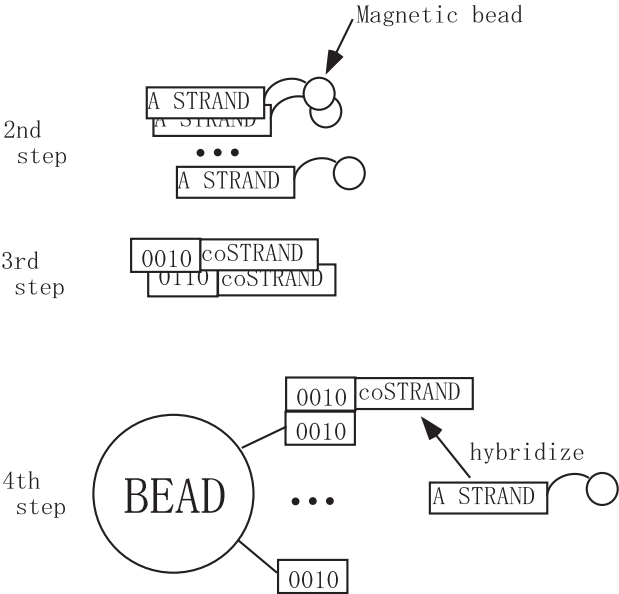 Magnetic bead
A STRAND
A STRAND
2nd
step
A STRAND
3rd
step
0010 coSTRAND
0110 coSTRAND
0010 coSTRAND
0010
hybridize
4th
step
BEAD
A STRAND
0010